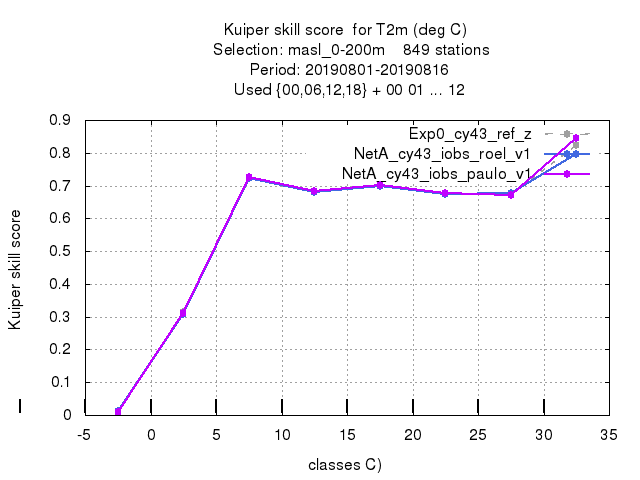 Kuiper skill score for T2m (deg C)
Selection: masl_0-200m 849 stations
Period: 20190801-20190816
Used {00,06,12,18} + 00 01 ... 12
Exp0_cy43_ref_z
NetA_cy43_iobs_roel_v1
NetA_cy43_iobs_paulo_v1
Kuiper skill score
0.9
0.8
0.7
0.6
0.5
0.4
0.3
0.2
0.1
0
-5 0 5 10 15 20 25 30 35
classes C)